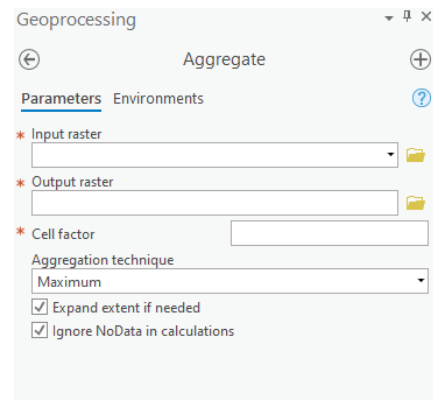 Geoprocessing
Aggregate
Parameters Environments
* Input raster
* Output raster
* Cell factor
Aggregation technique
Maximum
Expand extent if needed
Ignore NoData in calculations